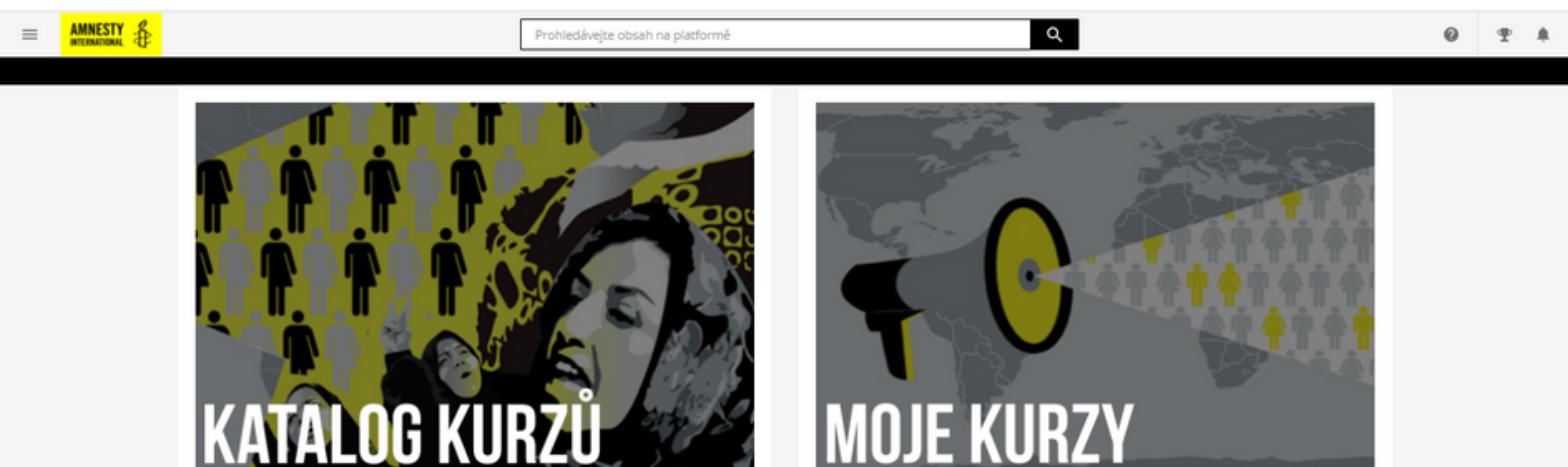 AMNESTY
INTERNATIONAL
Prohledávejte obsah na platformě
?
KATALOG KURZŮ
MOJE KURZY